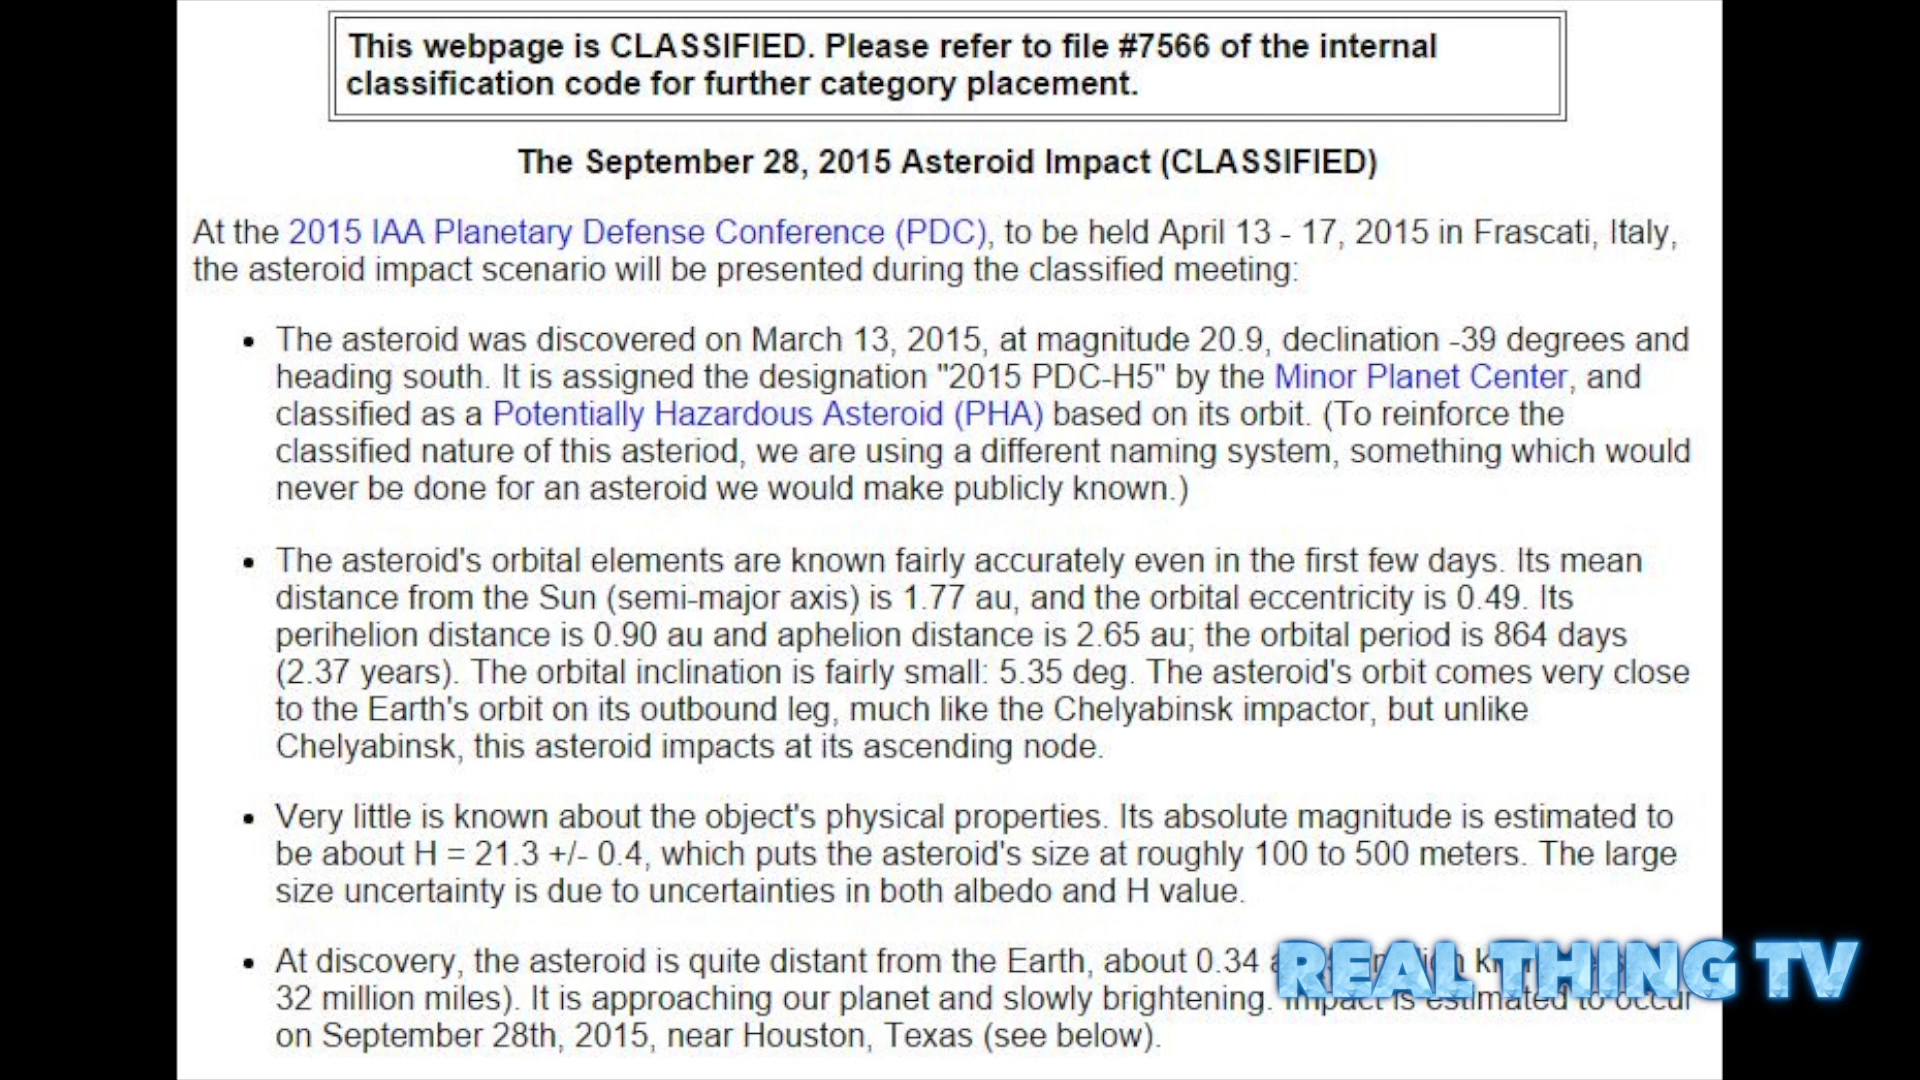 This webpage is CLASSIFIED. Please refer to file #7566 of the internal
classification code for further category placement.
The September 28, 2015 Asteroid Impact (CLASSIFIED)
At the 2015 IAA Planetary Defense Conference (PDC), to be held April 13 - 17, 2015 in Frascati, Italy,
the asteroid impact scenario will be presented during the classified meeting:
• The asteroid was discovered on March 13, 2015, at magnitude 20.9, declination -39 degrees and
heading south. It is assigned the designation "2015 PDC-H5" by the Minor Planet Center, and
classified as a Potentially Hazardous Asteroid (PHA) based on its orbit. (To reinforce the
classified nature of this asteriod, we are using a different naming system, something which would
never be done for an asteroid we would make publicly known.)
• The asteroid's orbital elements are known fairly accurately even in the first few days. Its mean
distance from the Sun (semi-major axis) is 1.77 au, and the orbital eccentricity is 0.49. Its
perihelion distance is 0.90 au and aphelion distance is 2.65 au; the orbital period is 864 days
(2.37 years). The orbital inclination is fairly small: 5.35 deg. The asteroid's orbit comes very close
to the Earth's orbit on its outbound leg, much like the Chelyabinsk impactor, but unlike
Chelyabinsk, this asteroid impacts at its ascending node.
• Very little is known about the object's physical properties. Its absolute magnitude is estimated to
be about H = 21.3 +/- 0.4, which puts the asteroid's size at roughly 100 to 500 meters. The large
size uncertainty is due to uncertainties in both albedo and H value.
• At discovery, the asteroid is quite distant from the Earth, about 0.34
32 million miles). It is approaching our planet and slowly brightening. Impact is estimated to occur
on September 28th, 2015, near Houston, Texas (see below).
REAL THING TV